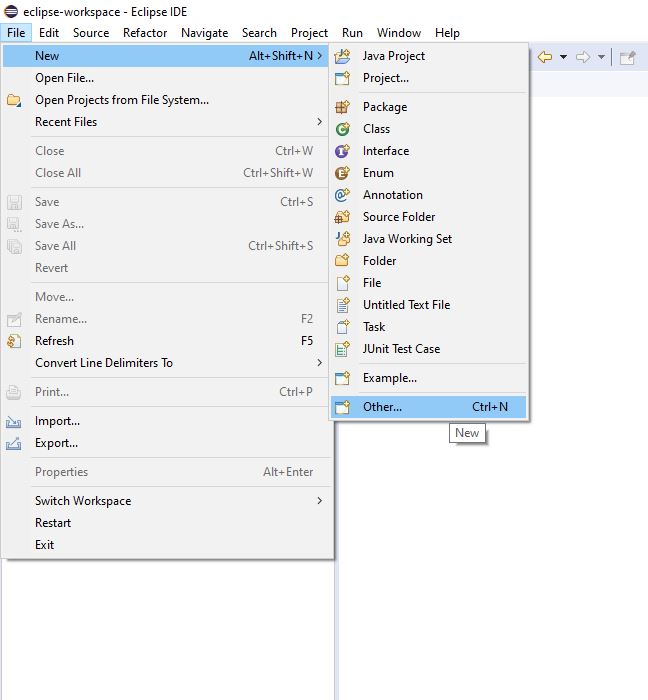 eclipse-workspace - Eclipse IDE
File Edit Source Refactor Navigate Search Project Run Window Help
New Alt+Shift+N >
Open File...
Open Projects from File System...
Recent Files >
Close Ctrl+W
Close All Ctrl+Shift+W
Save Ctrl+S
Save As...
Save All Ctrl+Shift+S
Revert
Move...
Rename... F2
Refresh F5
Convert Line Delimiters To >
Print... Ctrl+P
Import...
Export...
Properties Alt+Enter
Switch Workspace >
Restart
Exit
Java Project
Project...
Package
Class
Interface
Enum
Annotation
Source Folder
Java Working Set
Folder
File
Untitled Text File
Task
JUnit Test Case
Example...
Other... Ctrl+N
New